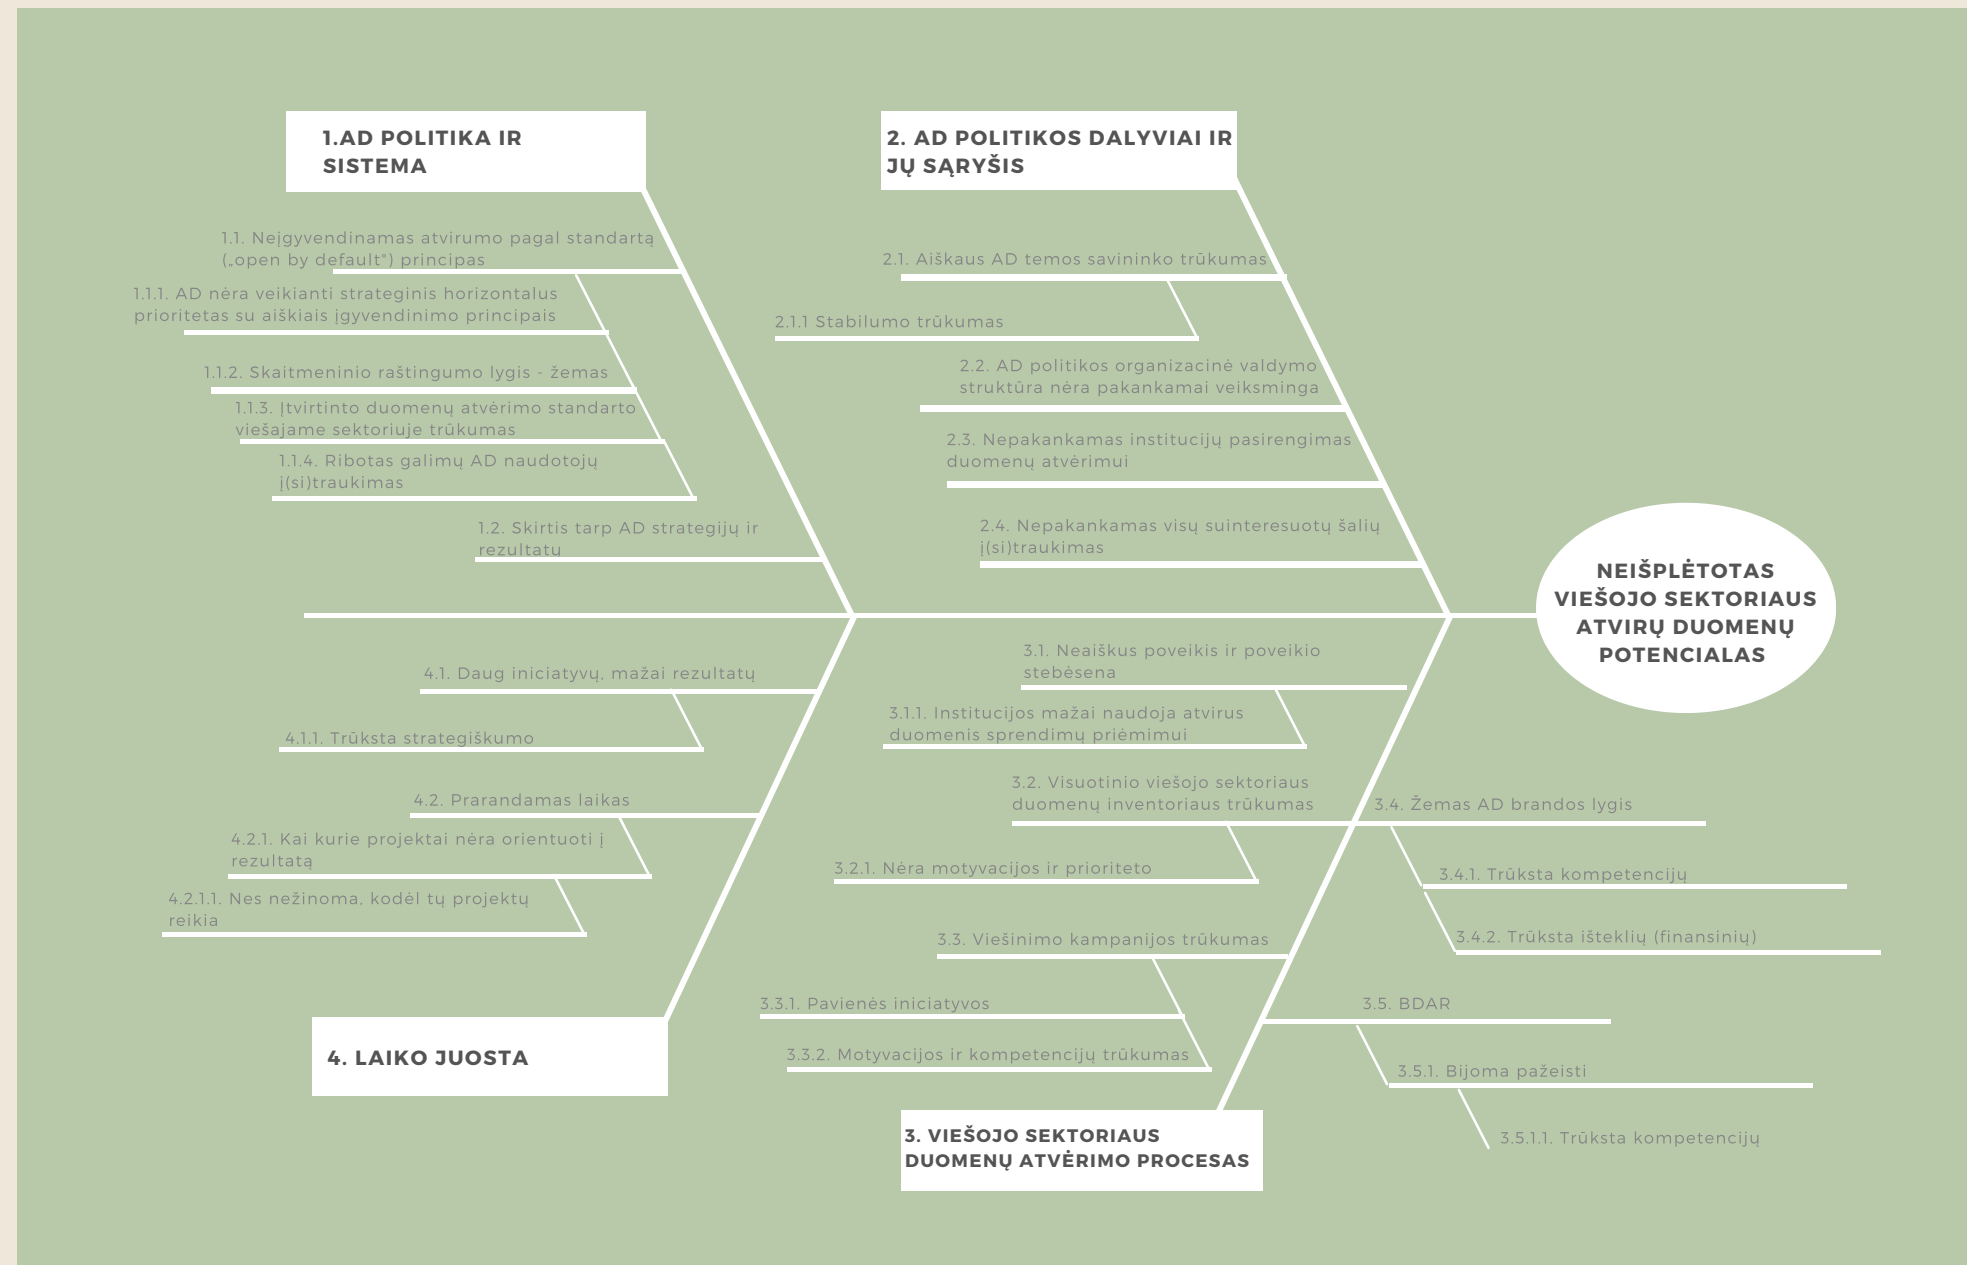 1.AD POLITIKA IR
SISTEMA
1.1. Neįgyvendinamas atvirumo pagal standartą
(„open by default") principas
1.1.1. AD nėra veikianti strateginis horizontalus
prioritetas su aiškiais įgyvendinimo principais
1.1.2. Skaitmeninio raštingumo lygis - žemas
1.1.3. Įtvirtinto duomenų atvėrimo standarto
viešajame sektoriuje trūkumas
1.1.4. Ribotas galimų AD naudotojų
į(si)traukimas
1.2. Skirtis tarp AD strategijų ir
rezultatų
2. AD POLITIKOS DALYVIAI IR
JŲ SĄRYŠIS
2.1. Aiškaus AD temos savininko trūkumas
2.1.1 Stabilumo trūkumas
2.2. AD politikos organizacinė valdymo
struktūra nėra pakankamai veiksminga
2.3. Nepakankamas institucijų pasirengimas
duomenų atvėrimui
2.4. Nepakankamas visų suinteresuotų šalių
į(si)traukimas
NEIŠPLĖTOTAS
VIEŠOJO SEKTORIAUS
ATVIRŲ DUOMENŲ
POTENCIALAS
4.1. Daug iniciatyvų, mažai rezultatų
4.1.1. Trūksta strategiškumo
4.2. Prarandamas laikas
4.2.1. Kai kurie projektai nėra orientuoti į
rezultatą
4.2.1.1. Nes nežinoma, kodėl tų projektų
reikia
4. LAIKO JUOSTA
3.1. Neaiškus poveikis ir poveikio
stebėsena
3.1.1. Institucijos mažai naudoja atvirus
duomenis sprendimų priėmimui
3.2. Visuotinio viešojo sektoriaus
duomenų inventoriaus trūkumas
3.2.1. Nėra motyvacijos ir prioriteto
3.3. Viešinimo kampanijos trūkumas
3.3.1. Pavienės iniciatyvos
3.3.2. Motyvacijos ir kompetencijų trūkumas
3.4. Žemas AD brandos lygis
3.4.1. Trūksta kompetencijų
3.4.2. Trūksta išteklių (finansinių)
3.5. BDAR
3.5.1. Bijoma pažeisti
3.5.1.1. Trūksta kompetencijų
3. VIEŠOJO SEKTORIAUS
DUOMENŲ ATVĖRIMO PROCESAS